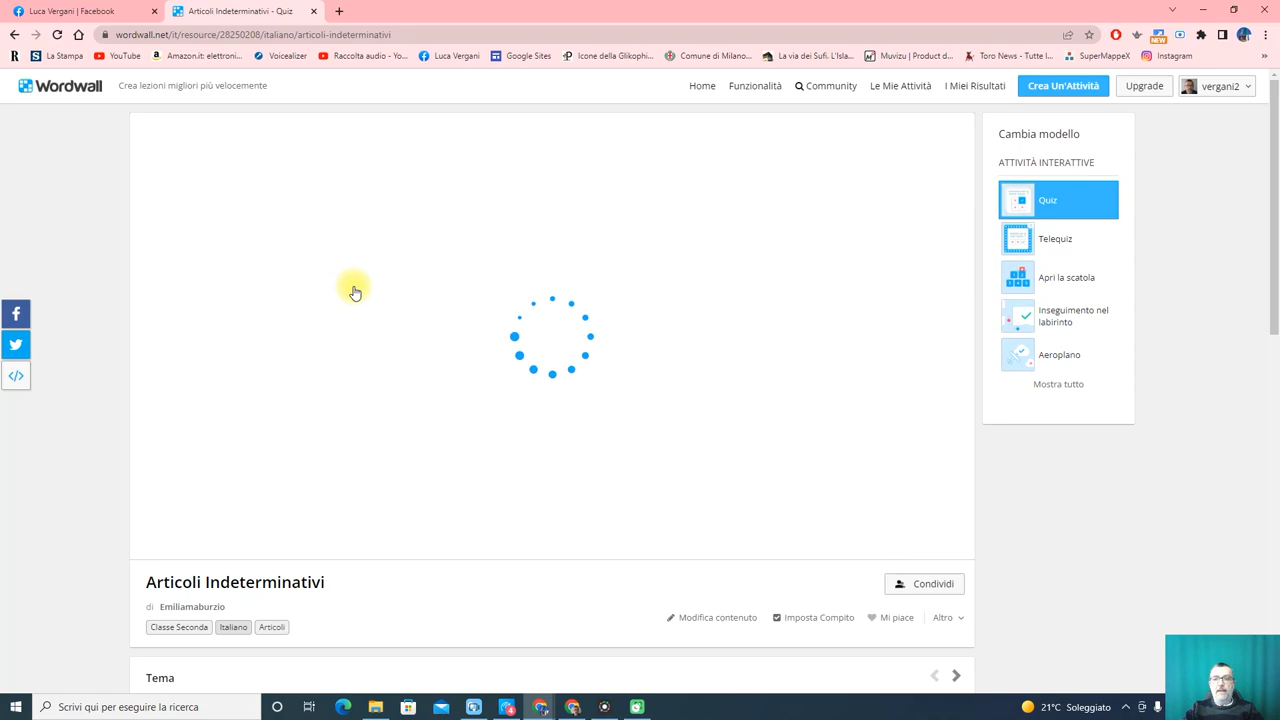 Luca Vergani | Facebook
Articoli Indeterminativi - Quiz
wordwall.net/it/resource/28250208/italiano/articoli-indeterminativi
La Stampa YouTube Amazon.it: elettroni... Voicealizer Raccolta audio - Yo... Luca Vergani Google Sites Icone della Glikophi... Comune di Milano... La via dei Sufi. L'Isla... Muvizu | Product d... Toro News - Tutte l... SuperMappeX Instagram »
NEW
Wordwall Crea lezioni migliori più velocemente Home Funzionalità Community Le Mie Attività I Miei Risultati Crea Un'Attività Upgrade vergani2
Cambia modello
ATTIVITÀ INTERATTIVE
Quiz
Telequiz
Apri la scatola
Inseguimento nel
labirinto
Aeroplano
Mostra tutto
Articoli Indeterminativi
Condividi
di Emiliamaburzio
Modifica contenuto Imposta Compito Mi piace Altro
Classe Seconda Italiano Articoli
Tema
Scrivi qui per eseguire la ricerca
21°C Soleggiato